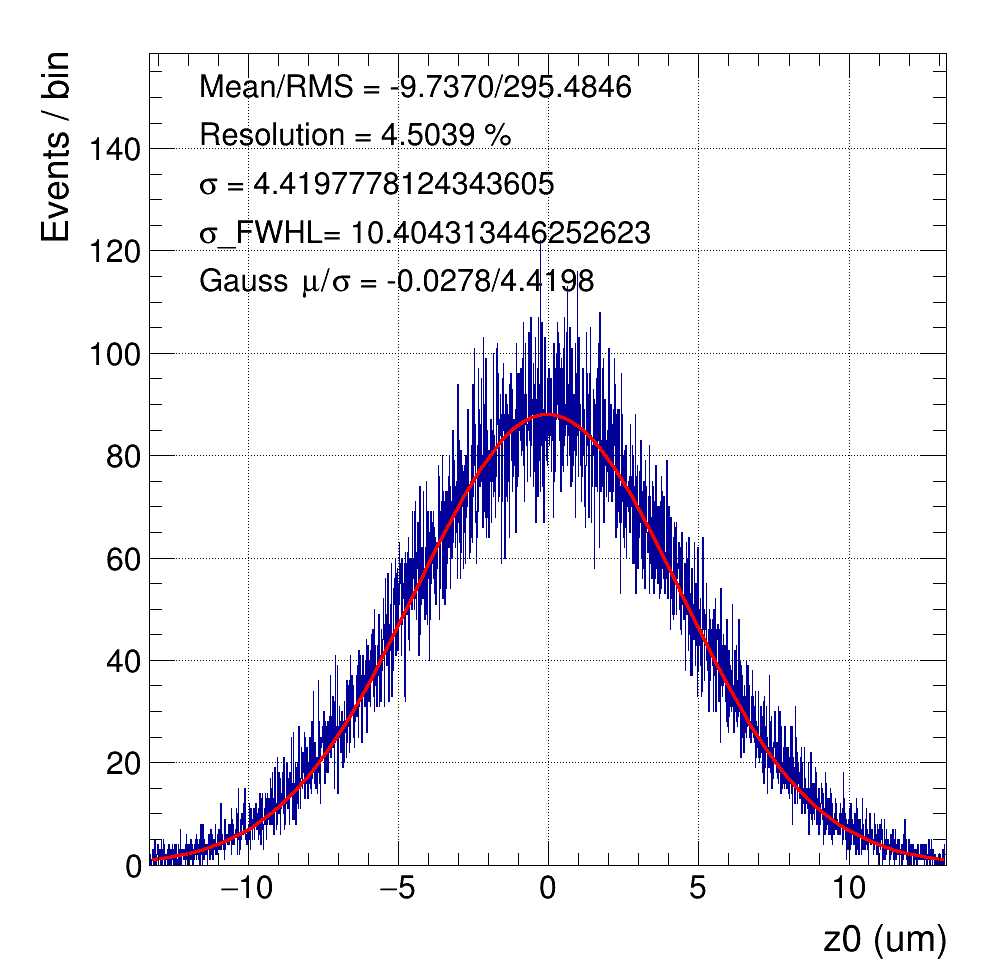 Events / bin
Mean/RMS = -9.7370/295.4846
Resolution = 4.5039 %
σ = 4.4197778124343605
σ_FWHL= 10.404313446252623
Gauss μ/σ = -0.0278/4.4198
140
120
100
80
60
40
20
0
−10 −5 0 5 10
z0 (um)